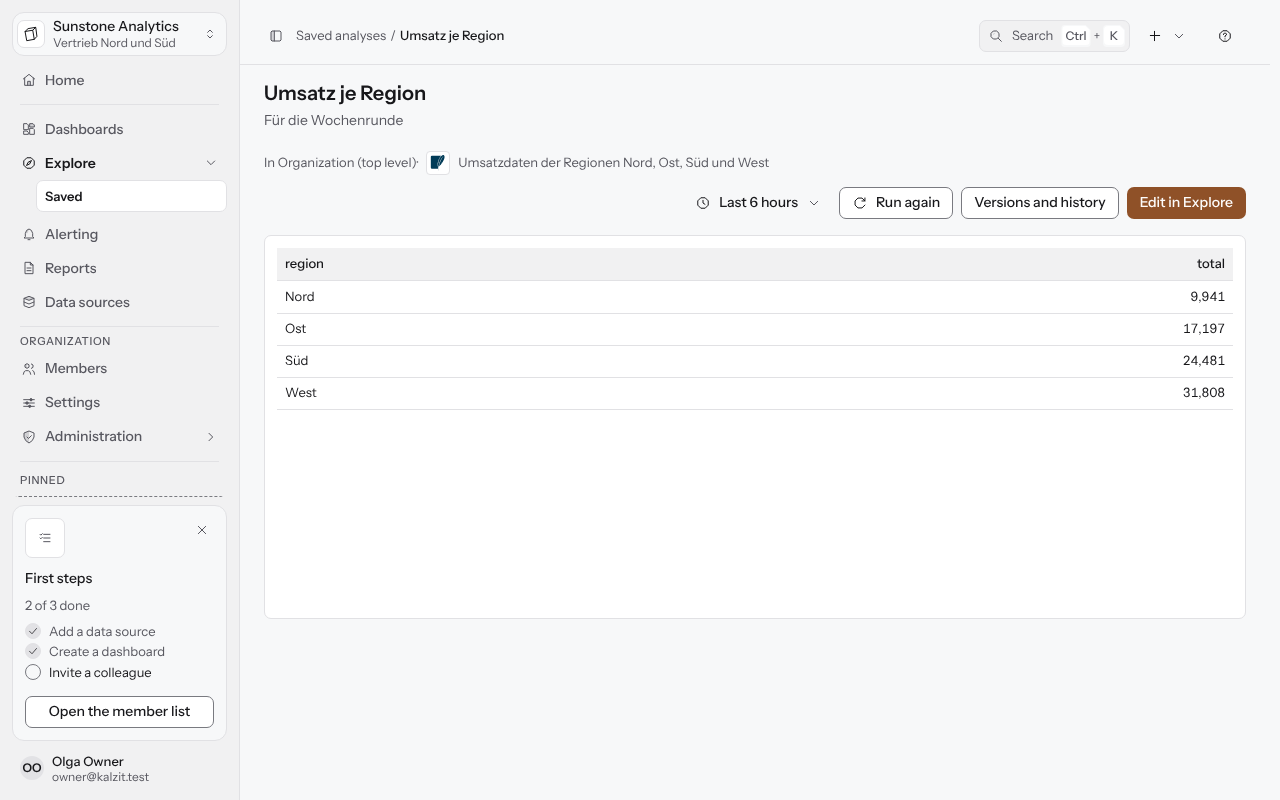 Sunstone Analytics
Vertrieb Nord und Süd
Home
Dashboards
Explore
Saved
Alerting
Reports
Data sources
ORGANIZATION
Members
Settings
Administration
PINNED
First steps
2 of 3 done
Add a data source
Create a dashboard
Invite a colleague
Open the member list
OO
Olga Owner
owner@kalzit.test
Saved analyses / Umsatz je Region
Search Ctrl + K
Umsatz je Region
Für die Wochenrunde
In Organization (top level)· Umsatzdaten der Regionen Nord, Ost, Süd und West
Last 6 hours Run again Versions and history Edit in Explore
region total
Nord 9,941
Ost 17,197
Süd 24,481
West 31,808